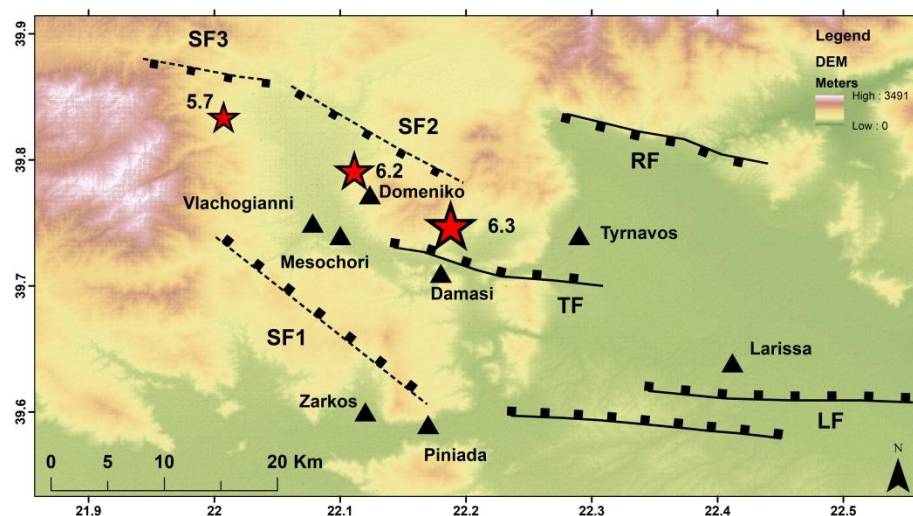 39.9
39.8
39.7
39.6
SF3
5.7
SF2
6.2
Domeniko
Vlachogianni
6.3
Mesochori
Damasi
Tyrnavos
RF
TF
SF1
Larissa
Zarkos
Piniada
LF
Legend
DEM
Meters
High : 3491
Low : 0
0 5 10 20 Km
N
21.9 22 22.1 22.2 22.3 22.4 22.5